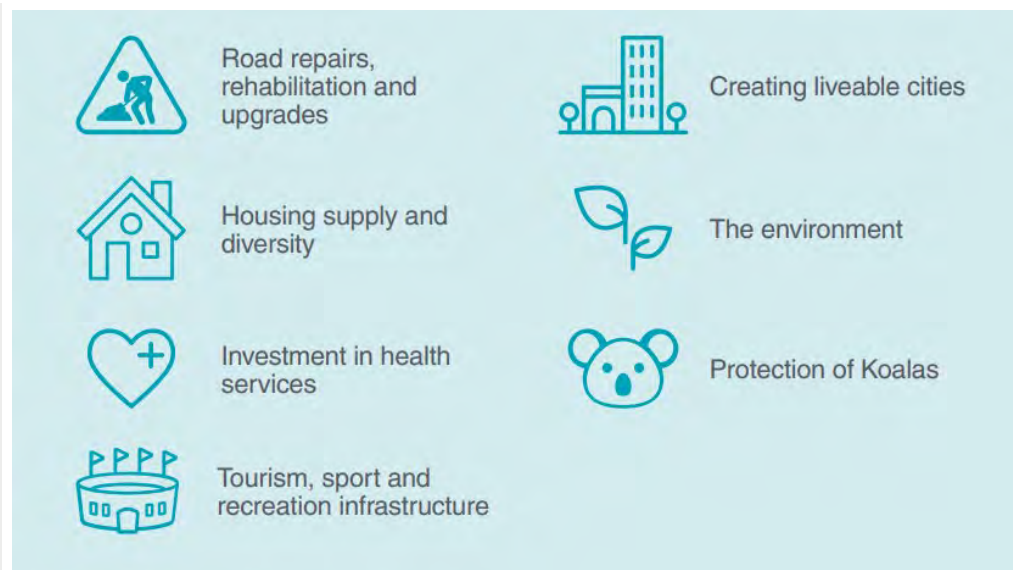 Road repairs,
rehabilitation and
upgrades
Housing supply and
diversity
Investment in health
services
Tourism, sport and
recreation infrastructure
Creating liveable cities
The environment
Protection of Koalas